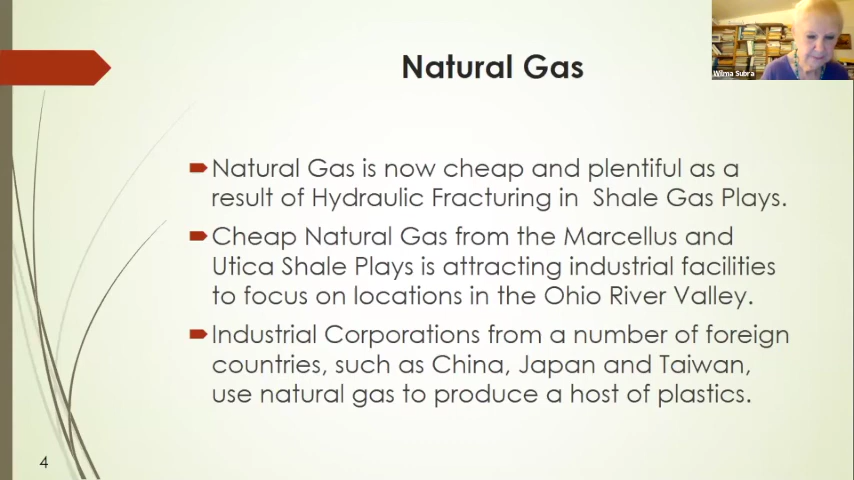 Natural Gas
Wilma Subra
Natural Gas is now cheap and plentiful as a
result of Hydraulic Fracturing in  Shale Gas Plays.
Cheap Natural Gas from the Marcellus and
Utica Shale Plays is attracting industrial facilities
to focus on locations in the Ohio River Valley.
Industrial Corporations from a number of foreign
countries, such as China, Japan and Taiwan,
use natural gas to produce a host of plastics.
4